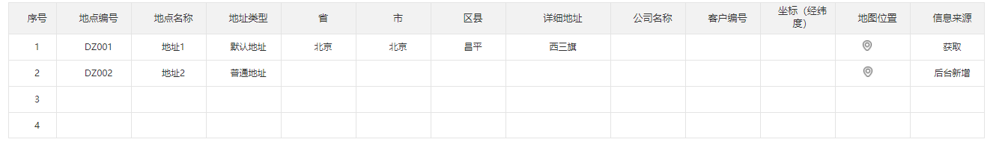 序号 地点编号 地点名称 地址类型 省 市 区县 详细地址 公司名称 客户编号 坐标（经纬度） 地图位置 信息来源
1 DZ001 地址1 默认地址 北京 北京 昌平 西三旗 获取
2 DZ002 地址2 普通地址 后台新增
3
4